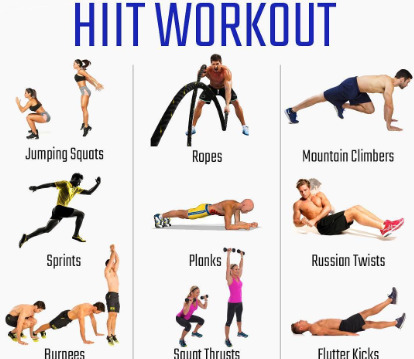 HIIT WORKOUT
Jumping Squats
Ropes
Mountain Climbers
Sprints
Planks
Russian Twists
Burpees
Squat Thrusts
Flutter Kicks